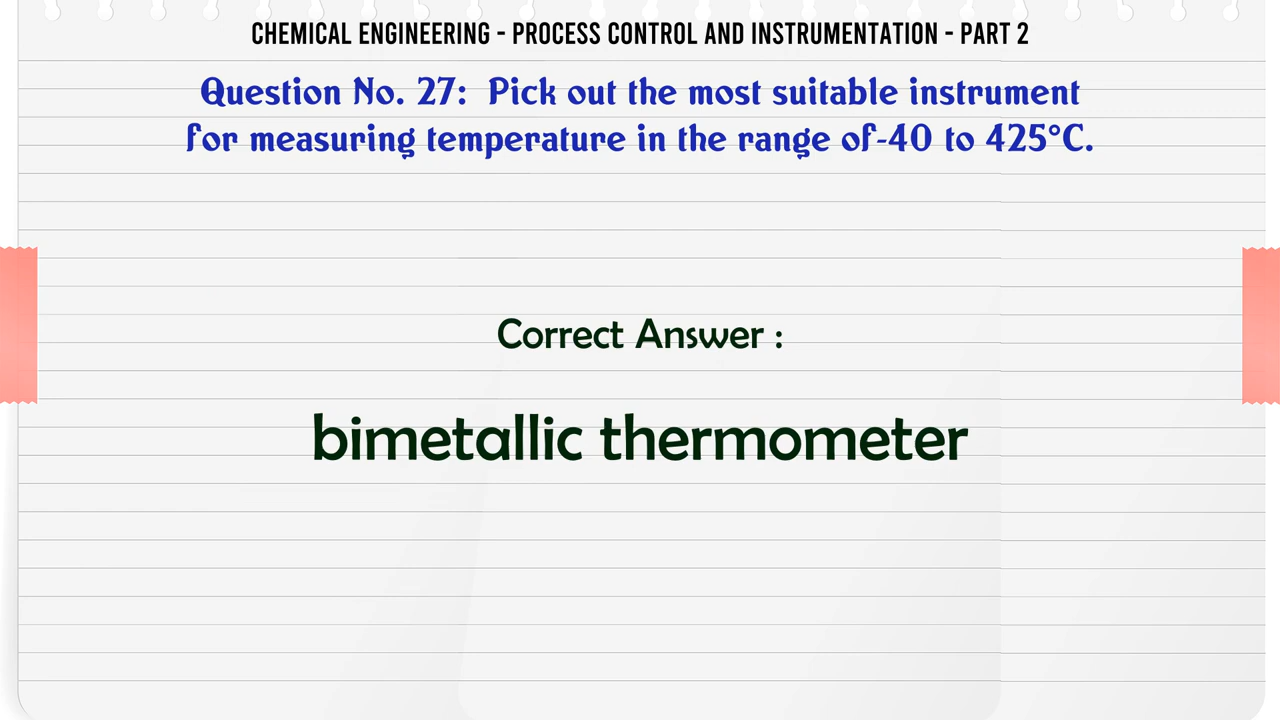 CHEMICAL ENGINEERING - PROCESS CONTROL AND INSTRUMENTATION - PART 2
Question No. 27: Pick out the most suitable instrument
for measuring temperature in the range of-40 to 425°C.
Correct Answer :
bimetallic thermometer